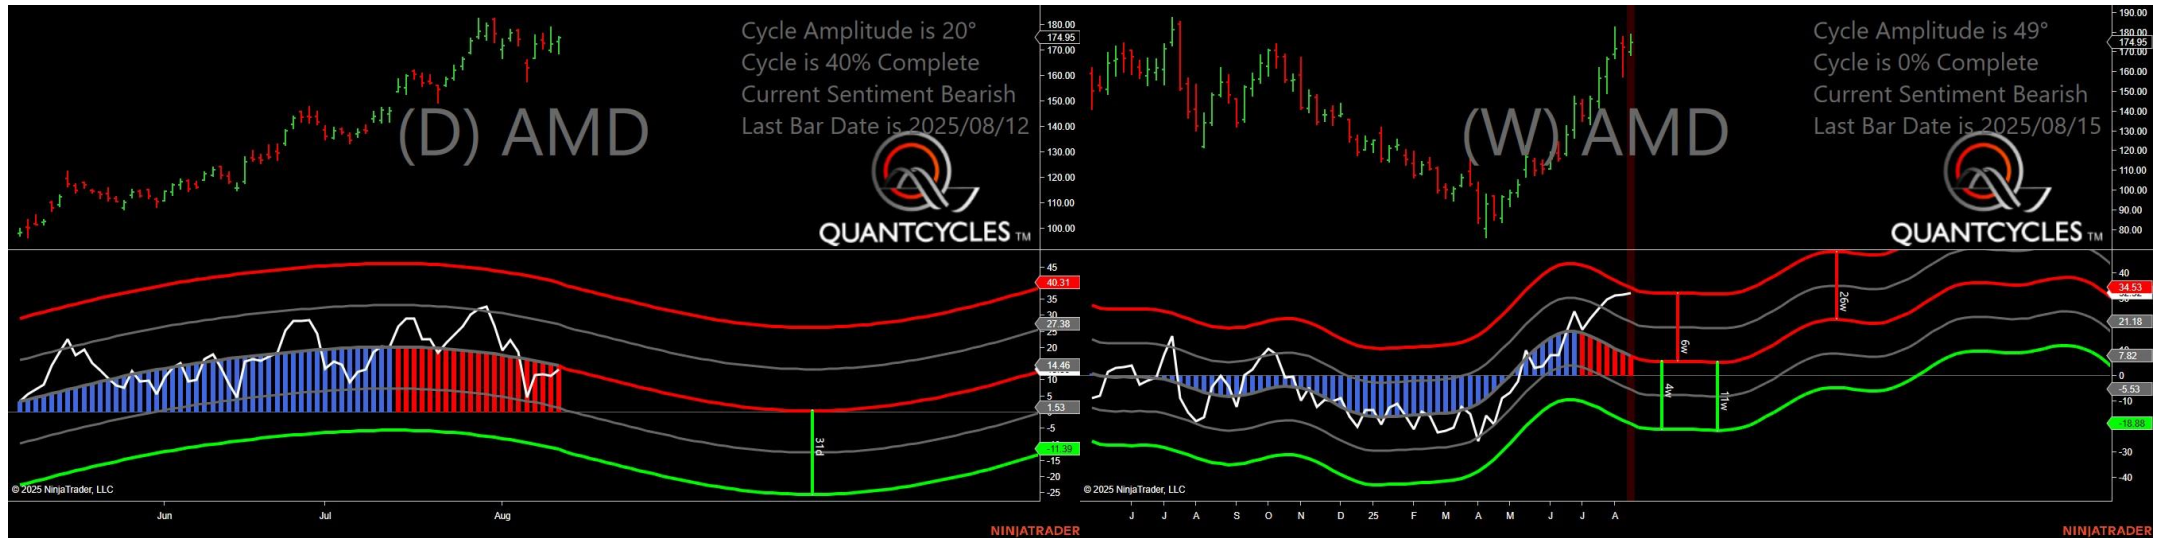 Cycle Amplitude is 20°
Cycle is 40% Complete
Current Sentiment Bearish
Last Bar Date is 2025/08/12
(D) AMD
QUANTCYCLES TM
180.00
174.95
170.00
160.00
150.00
140.00
130.00
120.00
110.00
100.00
45
40.31
35
30
27.38
20
14.46
10
5
1.53
-5
-11.39
-15
-20
-25
31d
© 2025 NinjaTrader, LLC
Jun Jul Aug
NINJATRADER
Cycle Amplitude is 49°
Cycle is 0% Complete
Current Sentiment Bearish
Last Bar Date is 2025/08/15
(W) AMD
QUANTCYCLES TM
190.00
180.00
174.95
170.00
160.00
150.00
140.00
130.00
120.00
110.00
100.00
90.00
80.00
40
34.53
21.18
7.82
0
-5.53
-10
-18.88
-30
-40
6w
26w
4w
11w
© 2025 NinjaTrader, LLC
J J A S O N D 25 F M A M J J A
NINJATRADER